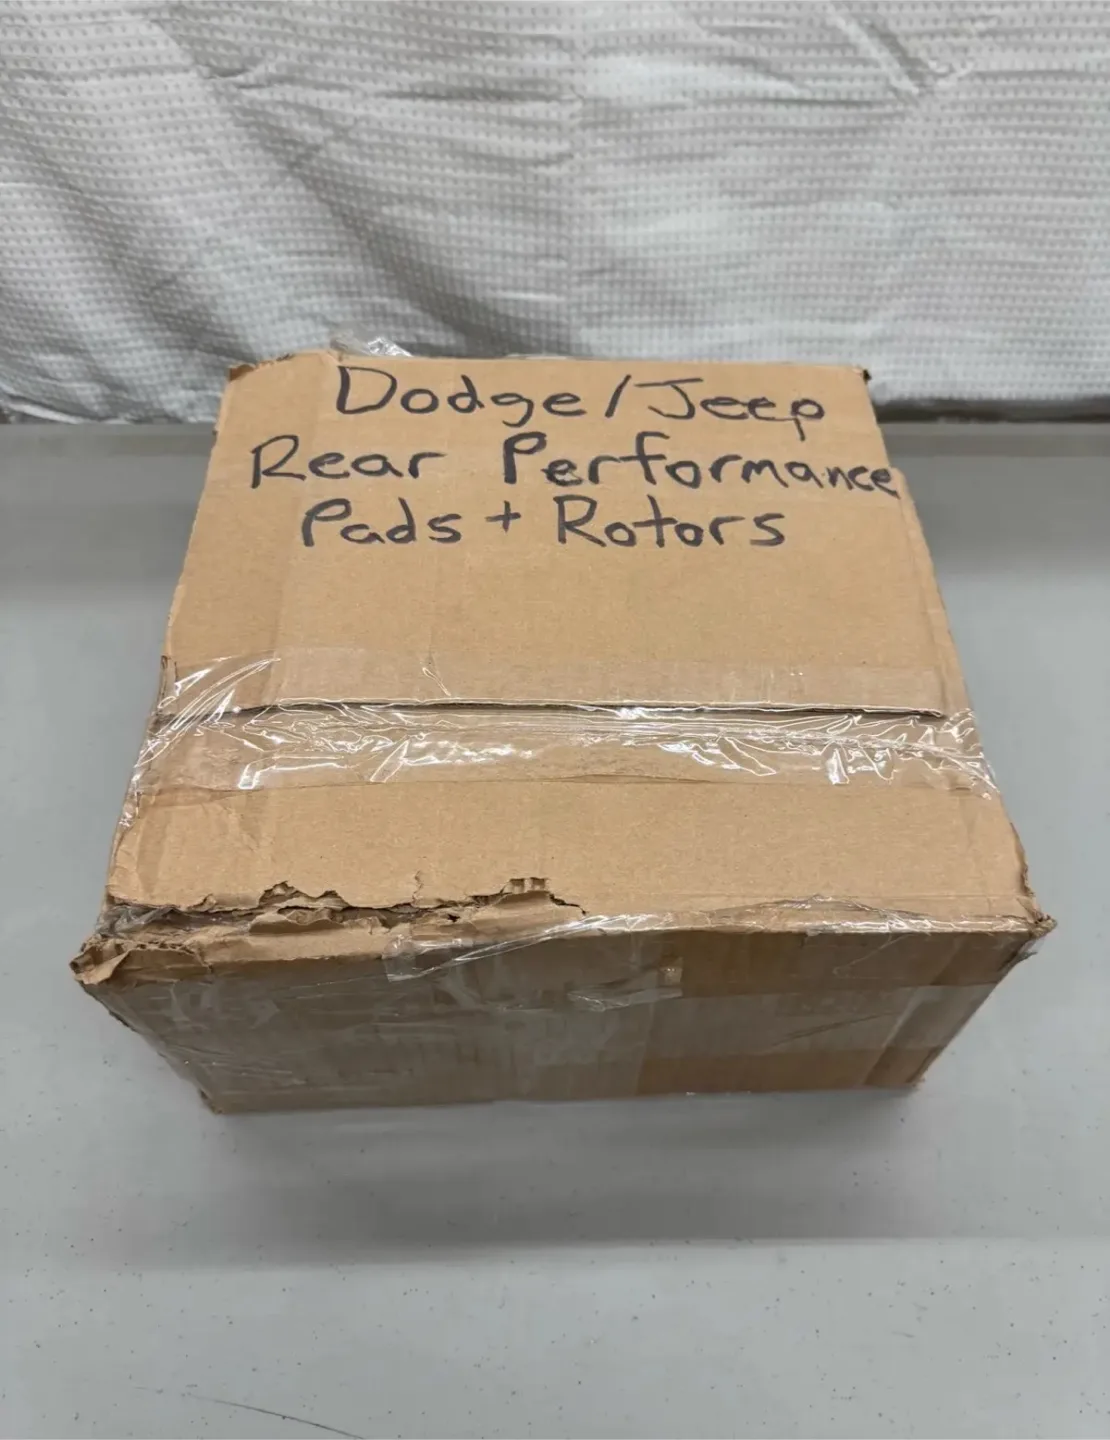 Dodge/Jeep
Rear Performance
Pads + Rotors